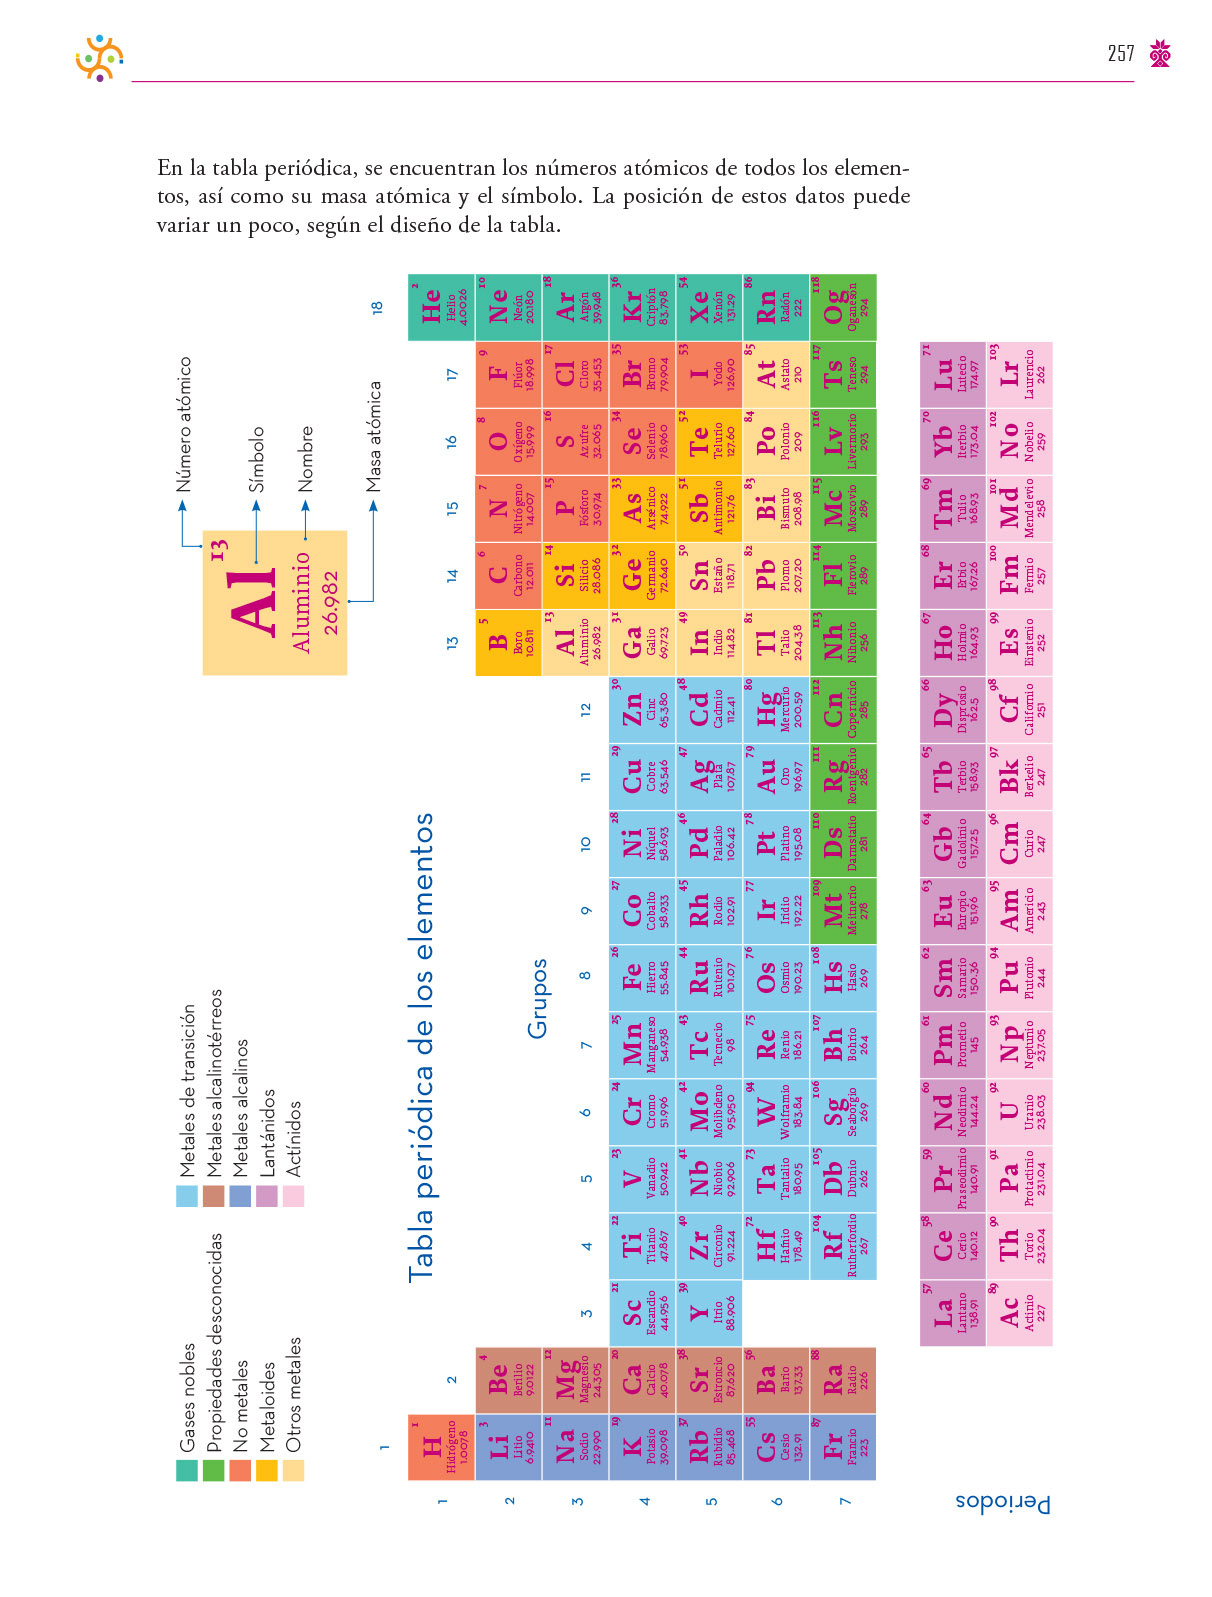 257
En la tabla periódica, se encuentran los números atómicos de todos los elemen-
tos, así como su masa atómica y el símbolo. La posición de estos datos puede
variar un poco, según el diseño de la tabla.
Gases nobles
Propiedades desconocidas
No metales
Metaloides
Otros metales
Metales de transición
Metales alcalinotérreos
Metales alcalinos
Lantánidos
Actínidos
13
Al
Aluminio
26.982
Número atómico
Símbolo
Nombre
Masa atómica
Tabla periódica de los elementos
Grupos
1
2
3
4
5
6
7
8
9
10
11
12
13
14
15
16
17
18
Periodos
1
1
H
Hidrógeno
1.0078
2
He
Helio
4.0026
2
3
Li
Litio
6.9410
4
Be
Berilio
9.0122
5
B
Boro
10.811
6
C
Carbono
12.011
7
N
Nitrógeno
14.007
8
O
Oxígeno
15.999
9
F
Flúor
18.998
10
Ne
Neón
20.180
3
11
Na
Sodio
22.990
12
Mg
Magnesio
24.305
13
Al
Aluminio
26.982
14
Si
Silicio
28.086
15
P
Fósforo
30.974
16
S
Azufre
32.065
17
Cl
Cloro
35.453
18
Ar
Argón
39.948
4
19
K
Potasio
39.098
20
Ca
Calcio
40.078
21
Sc
Escandio
44.956
22
Ti
Titanio
47.867
23
V
Vanadio
50.942
24
Cr
Cromo
51.996
25
Mn
Manganeso
54.938
26
Fe
Hierro
55.845
27
Co
Cobalto
58.933
28
Ni
Níquel
58.693
29
Cu
Cobre
63.546
30
Zn
Cinc
65.380
31
Ga
Galio
69.723
32
Ge
Germanio
72.640
33
As
Arsénico
74.922
34
Se
Selenio
78.960
35
Br
Bromo
79.904
36
Kr
Criptón
83.798
5
37
Rb
Rubidio
85.468
38
Sr
Estroncio
87.620
39
Y
Itrio
88.906
40
Zr
Circonio
91.224
41
Nb
Niobio
92.906
42
Mo
Molibdeno
95.950
43
Tc
Tecnecio
98
44
Ru
Rutenio
101.07
45
Rh
Rodio
102.91
46
Pd
Paladio
106.42
47
Ag
Plata
107.87
48
Cd
Cadmio
112.41
49
In
Indio
114.82
50
Sn
Estaño
118.71
51
Sb
Antimonio
121.76
52
Te
Telurio
127.60
53
I
Yodo
126.90
54
Xe
Xenón
131.29
6
55
Cs
Cesio
132.91
56
Ba
Bario
137.33
72
Hf
Hafnio
178.49
73
Ta
Tantalio
180.95
94
W
Wolframio
183.84
75
Re
Renio
186.21
76
Os
Osmio
190.23
77
Ir
Iridio
192.22
78
Pt
Platino
195.08
79
Au
Oro
196.97
80
Hg
Mercurio
200.59
81
Tl
Talio
204.38
82
Pb
Plomo
207.20
83
Bi
Bismuto
208.98
84
Po
Polonio
209
85
At
Astato
210
86
Rn
Radón
222
7
87
Fr
Francio
223
88
Ra
Radio
226
104
Rf
Rutherfordio
267
105
Db
Dubnio
262
106
Sg
Seaborgio
269
107
Bh
Bohrio
264
108
Hs
Hasio
269
109
Mt
Meitnerio
278
110
Ds
Darmstatio
281
111
Rg
Roentgenio
282
112
Cn
Copernicio
285
113
Nh
Nihonio
256
114
Fl
Flerovio
289
115
Mc
Moscovio
289
116
Lv
Livermorio
293
117
Ts
Teneso
294
118
Og
Oganesón
294
57
La
Lantano
138.91
58
Ce
Cerio
140.12
59
Pr
Praseodimio
140.91
60
Nd
Neodimio
144.24
61
Pm
Prometio
145
62
Sm
Samario
150.36
63
Eu
Europio
151.96
64
Gb
Gadolinio
157.25
65
Tb
Terbio
158.93
66
Dy
Disprosio
162.5
67
Ho
Holmio
164.93
68
Er
Erbio
167.26
69
Tm
Tulio
168.93
70
Yb
Iterbio
173.04
71
Lu
Lutecio
174.97
89
Ac
Actinio
227
90
Th
Torio
232.04
91
Pa
Protactinio
231.04
92
U
Uranio
238.03
93
Np
Neptunio
237.05
94
Pu
Plutonio
244
95
Am
Americio
243
96
Cm
Curio
247
97
Bk
Berkelio
247
98
Cf
Californio
251
99
Es
Einstenio
252
100
Fm
Fermio
257
101
Md
Mendelevio
258
102
No
Nobelio
259
103
Lr
Laurencio
262